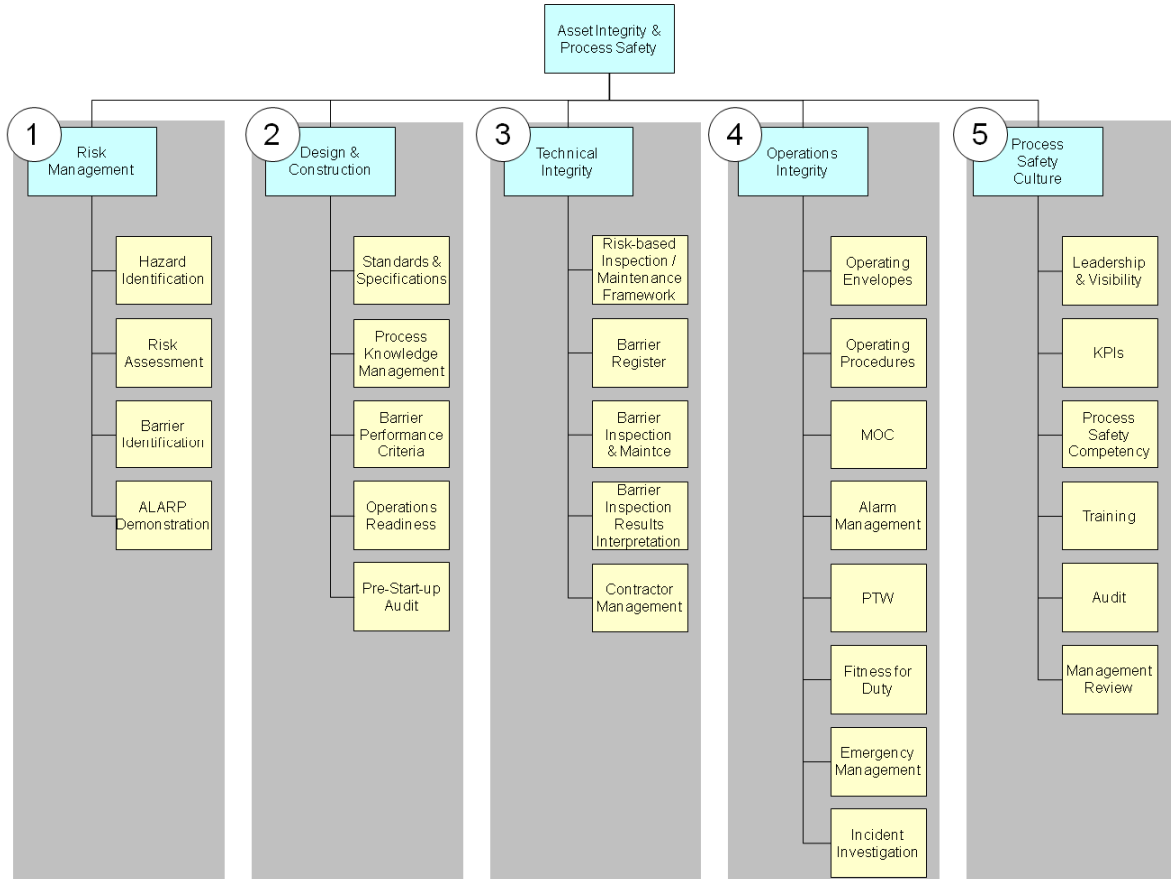 Asset Integrity &
Process Safety
1
Risk
Management
Hazard
Identification
Risk
Assessment
Barrier
Identification
ALARP
Demonstration
2
Design &
Construction
Standards &
Specifications
Process
Knowledge
Management
Barrier
Performance
Criteria
Operations
Readiness
Pre-Start-up
Audit
3
Technical
Integrity
Risk-based
Inspection /
Maintenance
Framework
Barrier
Register
Barrier
Inspection
& Maintce
Barrier
Inspection
Results
Interpretation
Contractor
Management
4
Operations
Integrity
Operating
Envelopes
Operating
Procedures
MOC
Alarm
Management
PTW
Fitness for
Duty
Emergency
Management
Incident
Investigation
5
Process
Safety
Culture
Leadership
& Visibility
KPIs
Process
Safety
Competency
Training
Audit
Management
Review